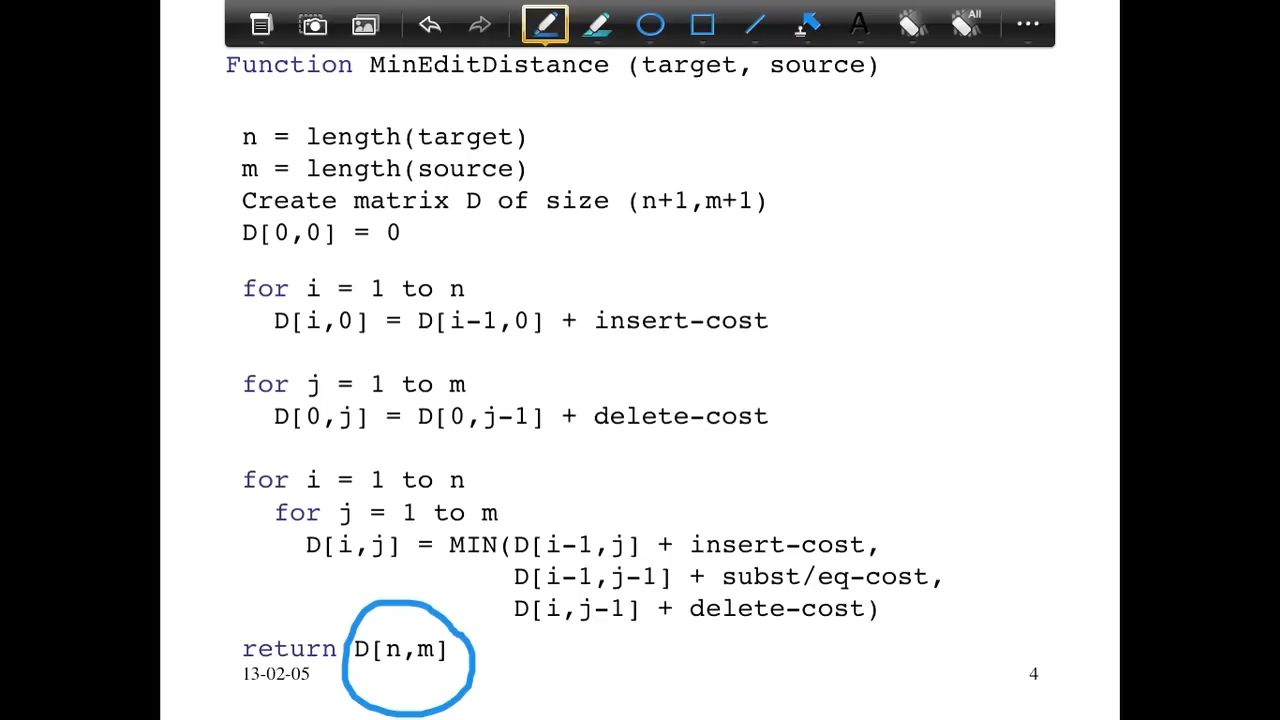 All
A
Function MinEditDistance (target, source)
n = length(target)
m = length(source)
Create matrix D of size (n+1,m+1)
D[0,0] = 0
for i = 1 to n
D[i,0] = D[i-1,0] + insert-cost
for j = 1 to m
D[0,j] = D[0,j-1] + delete-cost
for i = 1 to n
for j = 1 to m
D[i,j] = MIN(D[i-1,j] + insert-cost,
D[i-1,j-1] + subst/eq-cost,
D[i,j-1] + delete-cost)
return D[n,m]
13-02-05 4